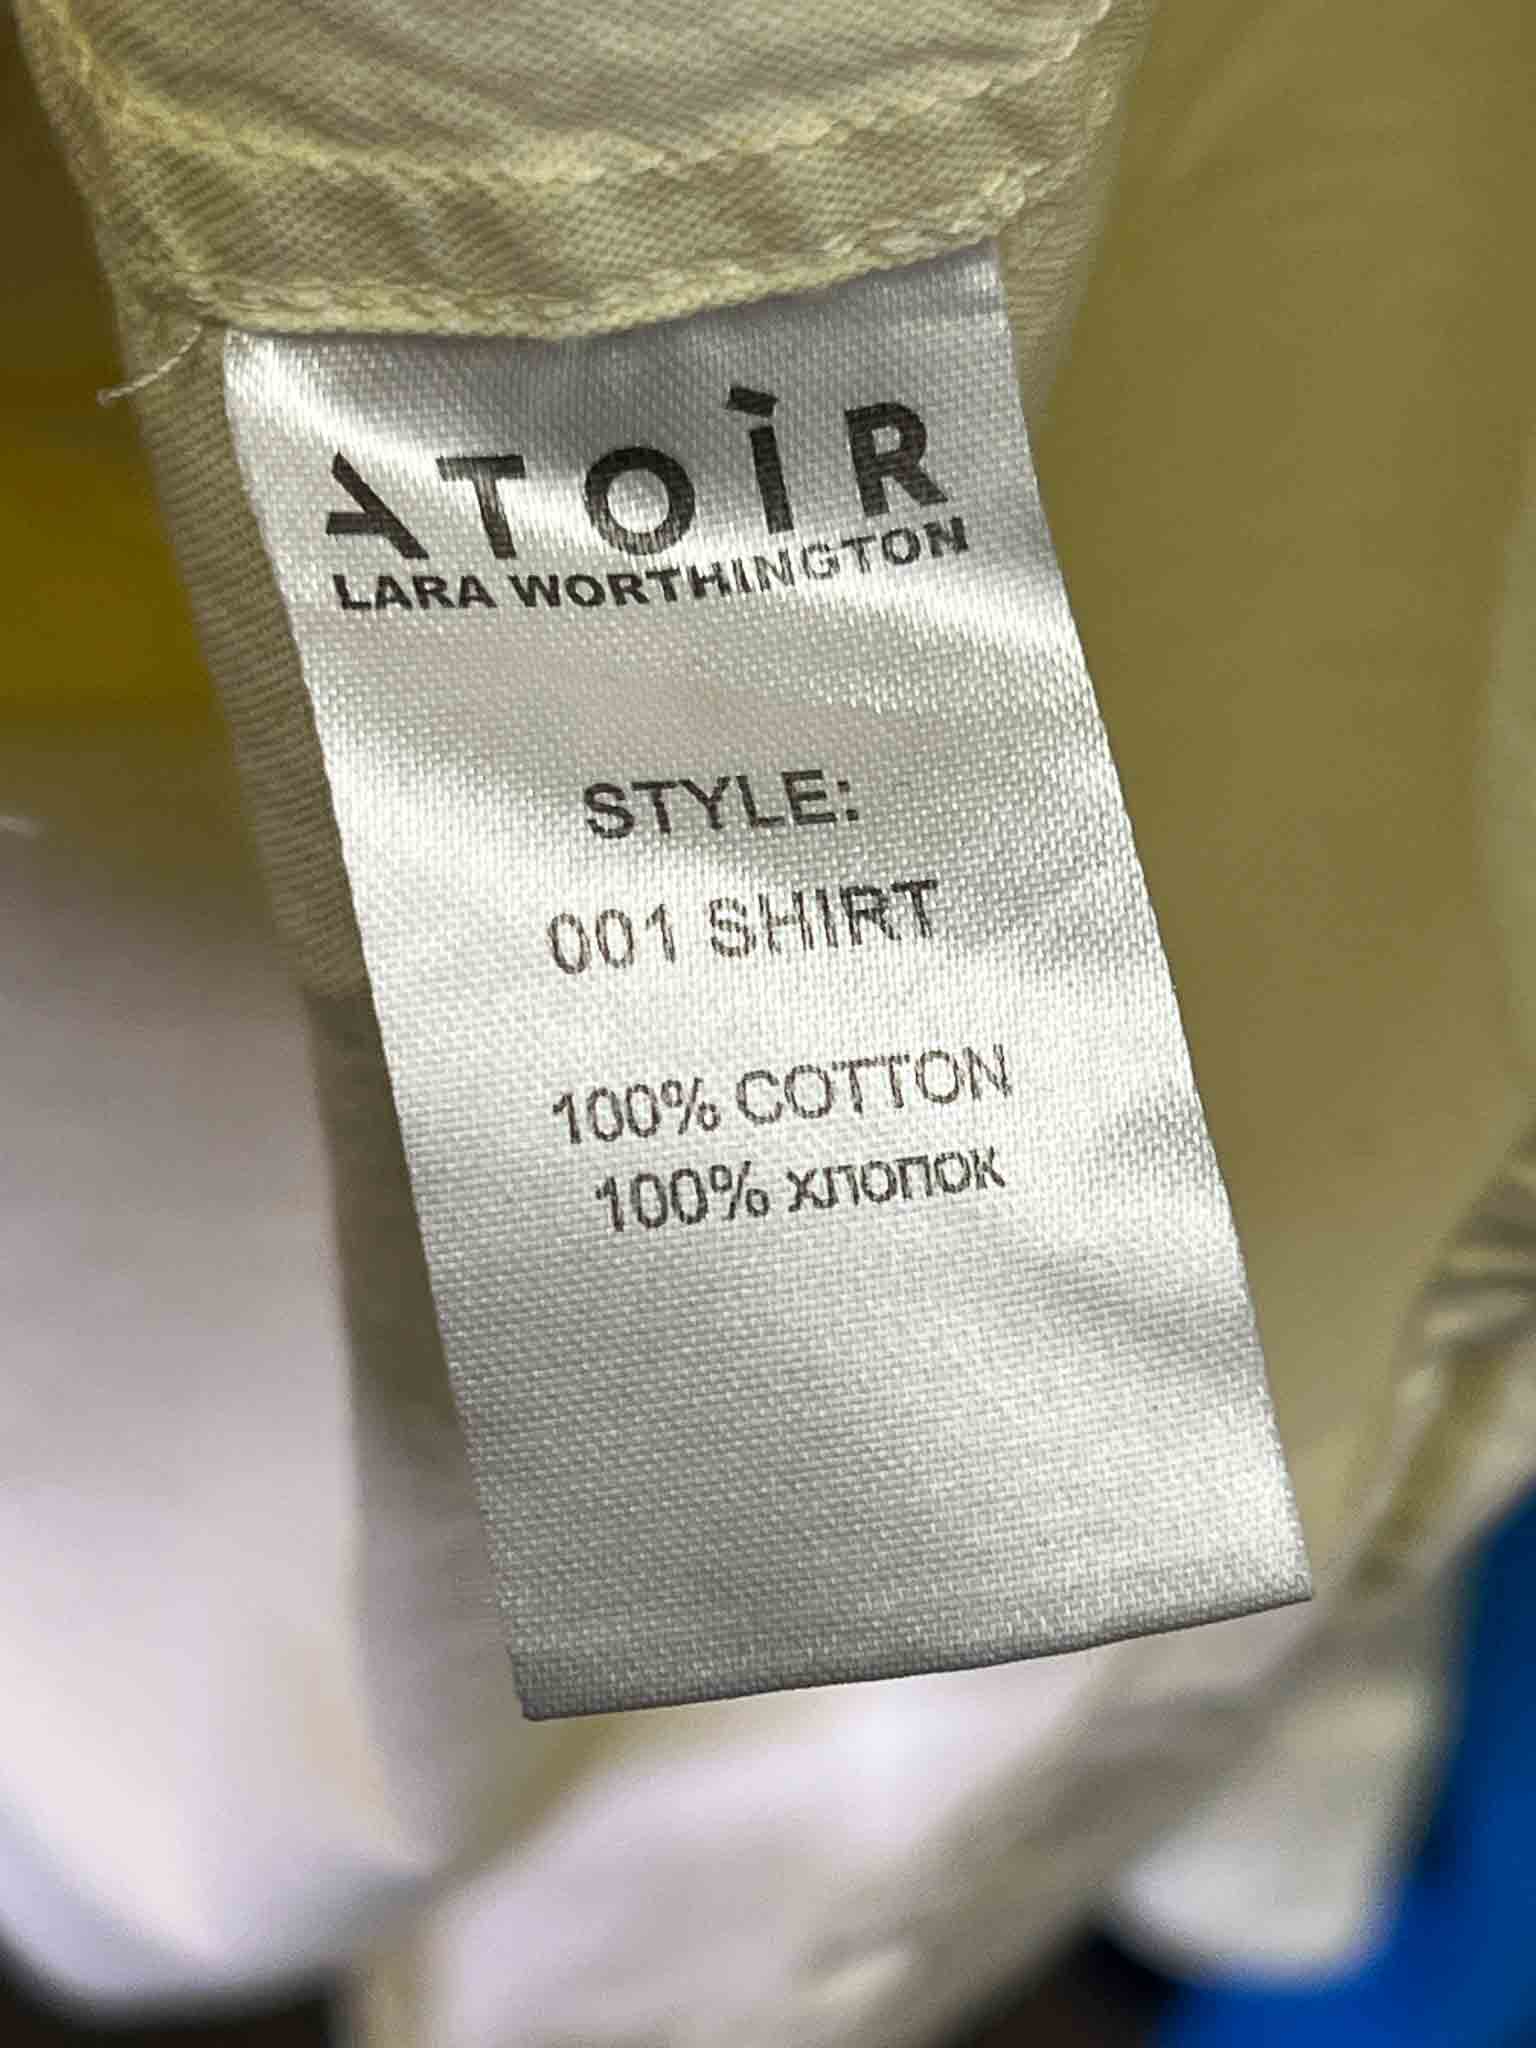 ATOÌR
LARA WORTHINGTON
STYLE:
001 SHIRT
100% COTTON
100% ХЛОПОК